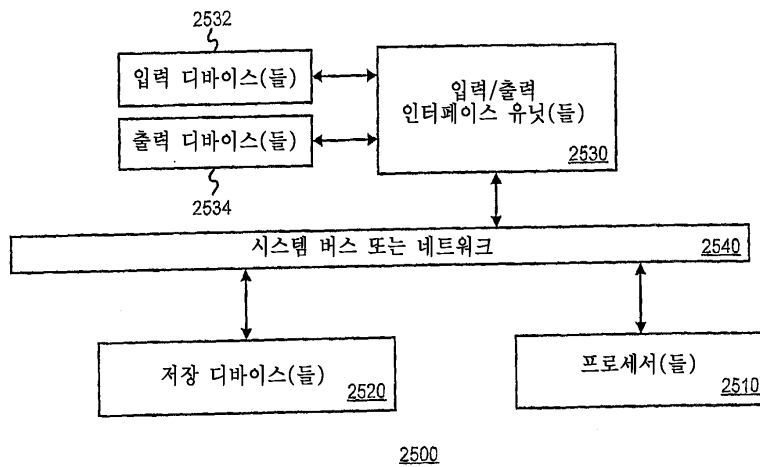 2532
입력 디바이스(들)
출력 디바이스(들)
2534
입력/출력
인터페이스 유닛(들)
2530
시스템 버스 또는 네트워크 2540
저장 디바이스(들)
2520
프로세서(들)
2510
2500